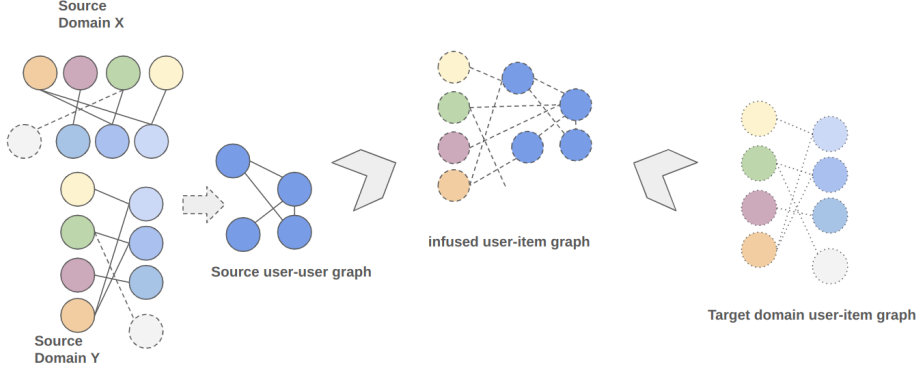 Source
Domain X
infused user-item graph
Source user-user graph
Target domain user-item graph
Source
Domain Y